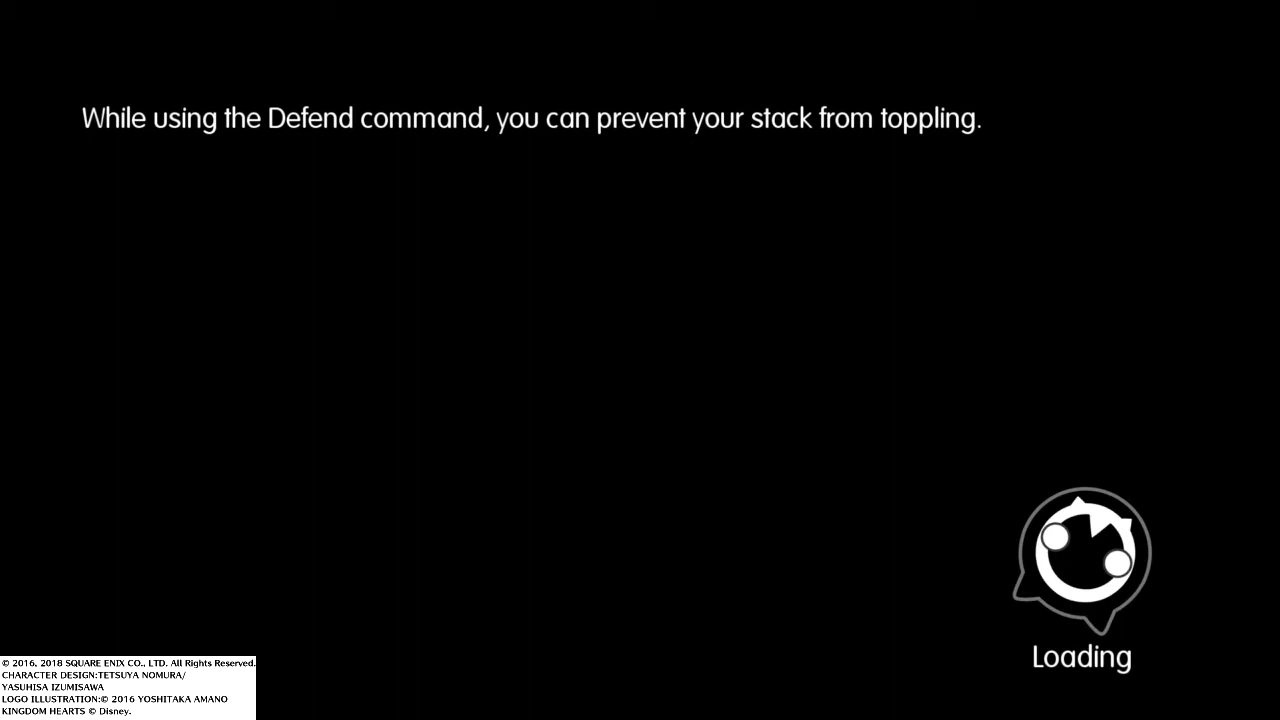 While using the Defend command, you can prevent your stack from toppling.
Loading
© 2016, 2018 SQUARE ENIX CO., LTD. All Rights Reserved.
CHARACTER DESIGN:TETSUYA NOMURA/
YASUHISA IZUMISAWA
LOGO ILLUSTRATION:© 2016 YOSHITAKA AMANO
KINGDOM HEARTS © Disney.